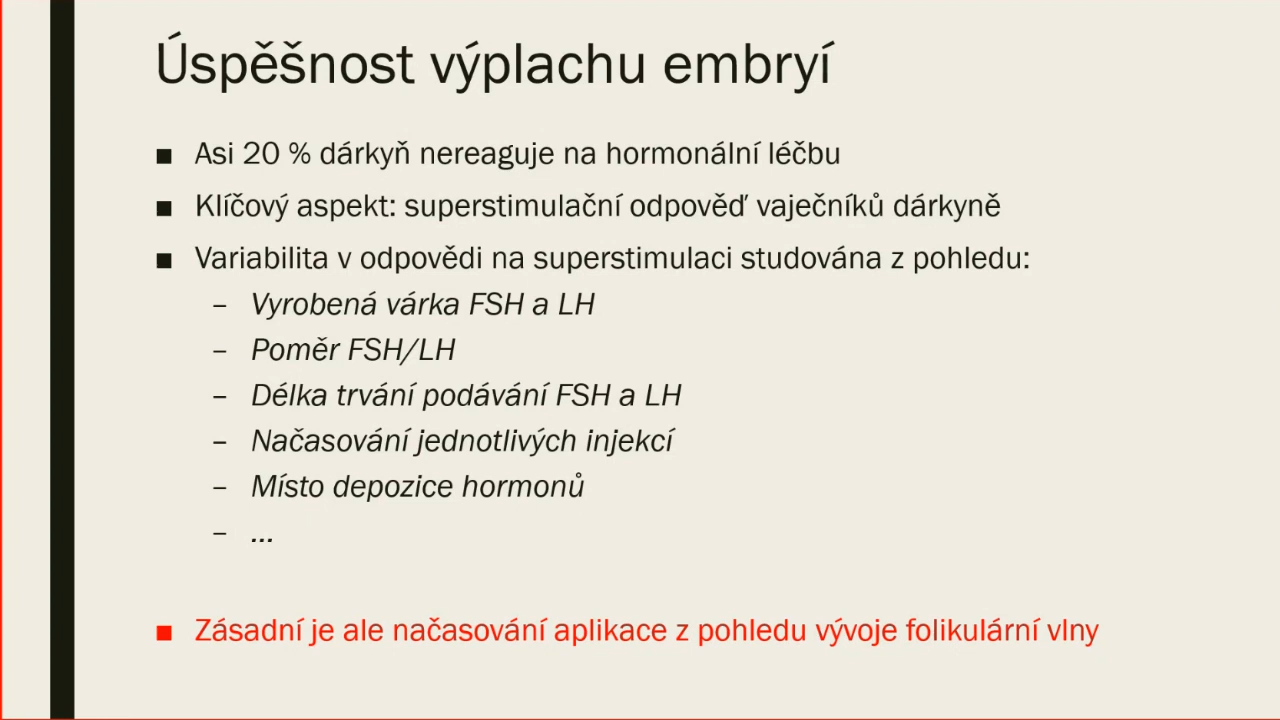 Úspěšnost výplachu embryí
■ Asi 20 % dárkyň nereaguje na hormonální léčbu
■ Klíčový aspekt: superstimulační odpověď vaječníků dárkyně
■ Variabilita v odpovědi na superstimulaci studována z pohledu:
– Vyrobená várka FSH a LH
– Poměr FSH/LH
– Délka trvání podávání FSH a LH
– Načasování jednotlivých injekcí
– Místo depozice hormonů
– ...
■ Zásadní je ale načasování aplikace z pohledu vývoje folikulární vlny